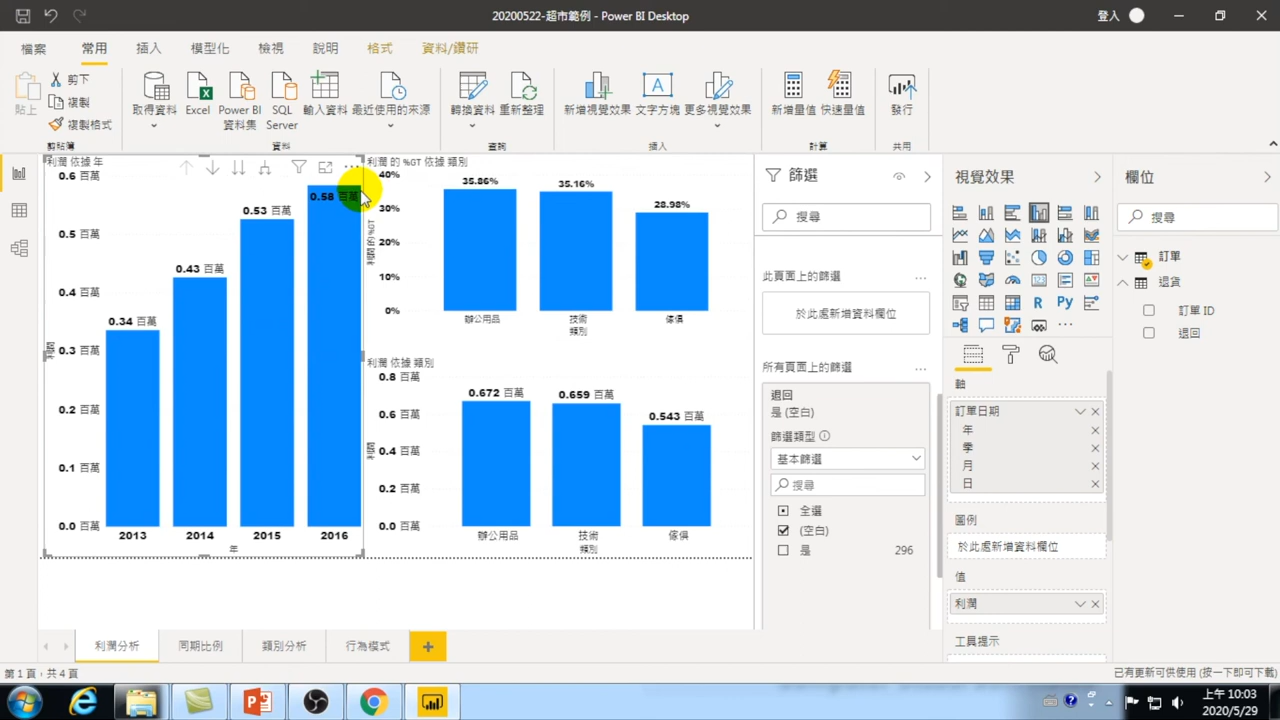 20200522-超市範例 - Power BI Desktop
登入
檔案 常用 插入 模型化 檢視 說明 格式 資料/鑽研
貼上
剪下
複製
複製格式
剪貼簿
取得資料
Excel
Power BI 資料集
SQL Server
輸入資料
最近使用的來源
資料
轉換資料
重新整理
查詢
新增視覺效果
文字方塊
更多視覺效果
插入
新增量值
快速量值
計算
發行
共用
利潤 依據 年
0.6 百萬
0.5 百萬
0.4 百萬
0.3 百萬
0.2 百萬
0.1 百萬
0.0 百萬
利潤
0.34 百萬
0.43 百萬
0.53 百萬
0.58 百萬
2013 2014 2015 2016
年
利潤 的 %GT 依據 類別
40%
30%
20%
10%
0%
利潤 的 %GT
35.86% 35.16% 28.98%
辦公用品 技術 傢俱
類別
利潤 依據 類別
0.8 百萬
0.6 百萬
0.4 百萬
0.2 百萬
0.0 百萬
利潤
0.672 百萬 0.659 百萬 0.543 百萬
辦公用品 技術 傢俱
類別
篩選
搜尋
此頁面上的篩選 ...
於此處新增資料欄位
所有頁面上的篩選 ...
退回
是 (空白)
篩選類型
基本篩選
搜尋
全選
(空白)
是 296
視覺效果
R Py
軸
訂單日期
年
季
月
日
圖例
於此處新增資料欄位
值
利潤
工具提示
欄位
搜尋
訂單
退貨
訂單 ID
退回
利潤分析 同期比例 類別分析 行為模式
第 1 頁，共 4 頁
已有更新可供使用 (按一下即可下載)
上午 10:03
2020/5/29